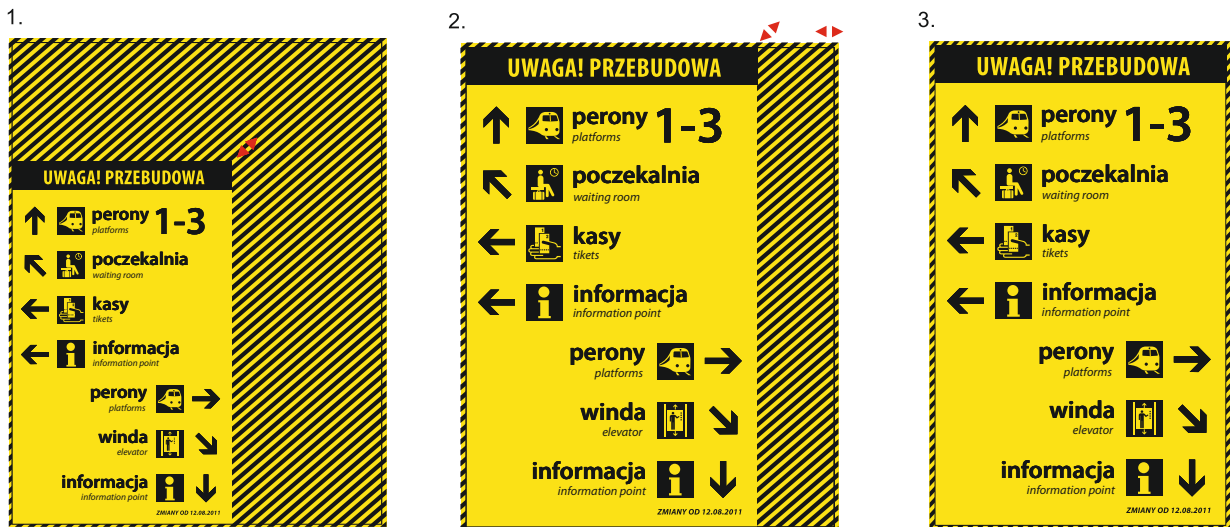 1.
UWAGA! PRZEBUDOWA
perony 1-3
platforms
poczekalnia
waiting room
kasy
tikets
informacja
information point
perony
platforms
winda
elevator
informacja
information point
ZMIANY OD 12.08.2011
2.
UWAGA! PRZEBUDOWA
perony 1-3
platforms
poczekalnia
waiting room
kasy
tikets
informacja
information point
perony
platforms
winda
elevator
informacja
information point
ZMIANY OD 12.08.2011
3.
UWAGA! PRZEBUDOWA
perony 1-3
platforms
poczekalnia
waiting room
kasy
tikets
informacja
information point
perony
platforms
winda
elevator
informacja
information point
ZMIANY OD 12.08.2011